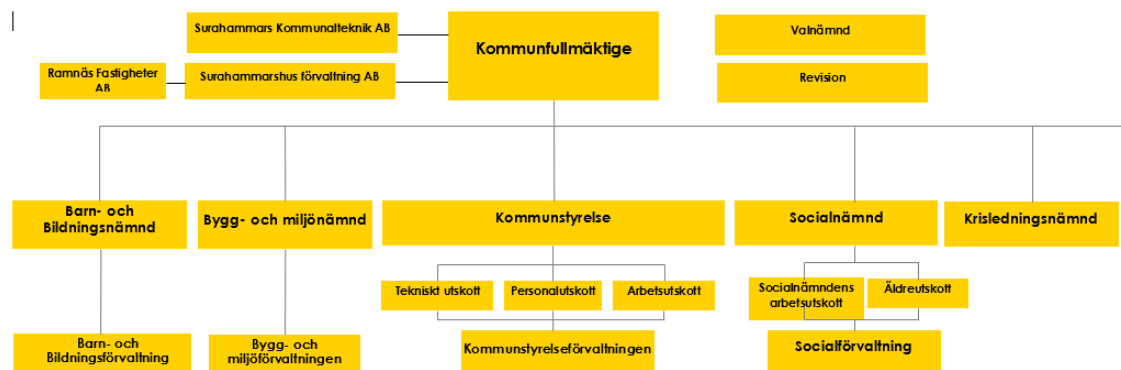 Surahammars Kommunalteknik AB
Kommunfullmäktige
Valnämnd
Ramnäs Fastigheter
AB
Surahammarshus förvaltning AB
Revision
Barn- och
Bildningsnämnd
Bygg- och miljönämnd
Kommunstyrelse
Socialnämnd
Krisledningsnämnd
Tekniskt utskott
Personalutskott
Arbetsutskott
Socialnämndens
arbetsutskott
Äldreutskott
Barn- och
Bildningsförvaltning
Bygg- och
miljöförvaltningen
Kommunstyrelseförvaltningen
Socialförvaltning